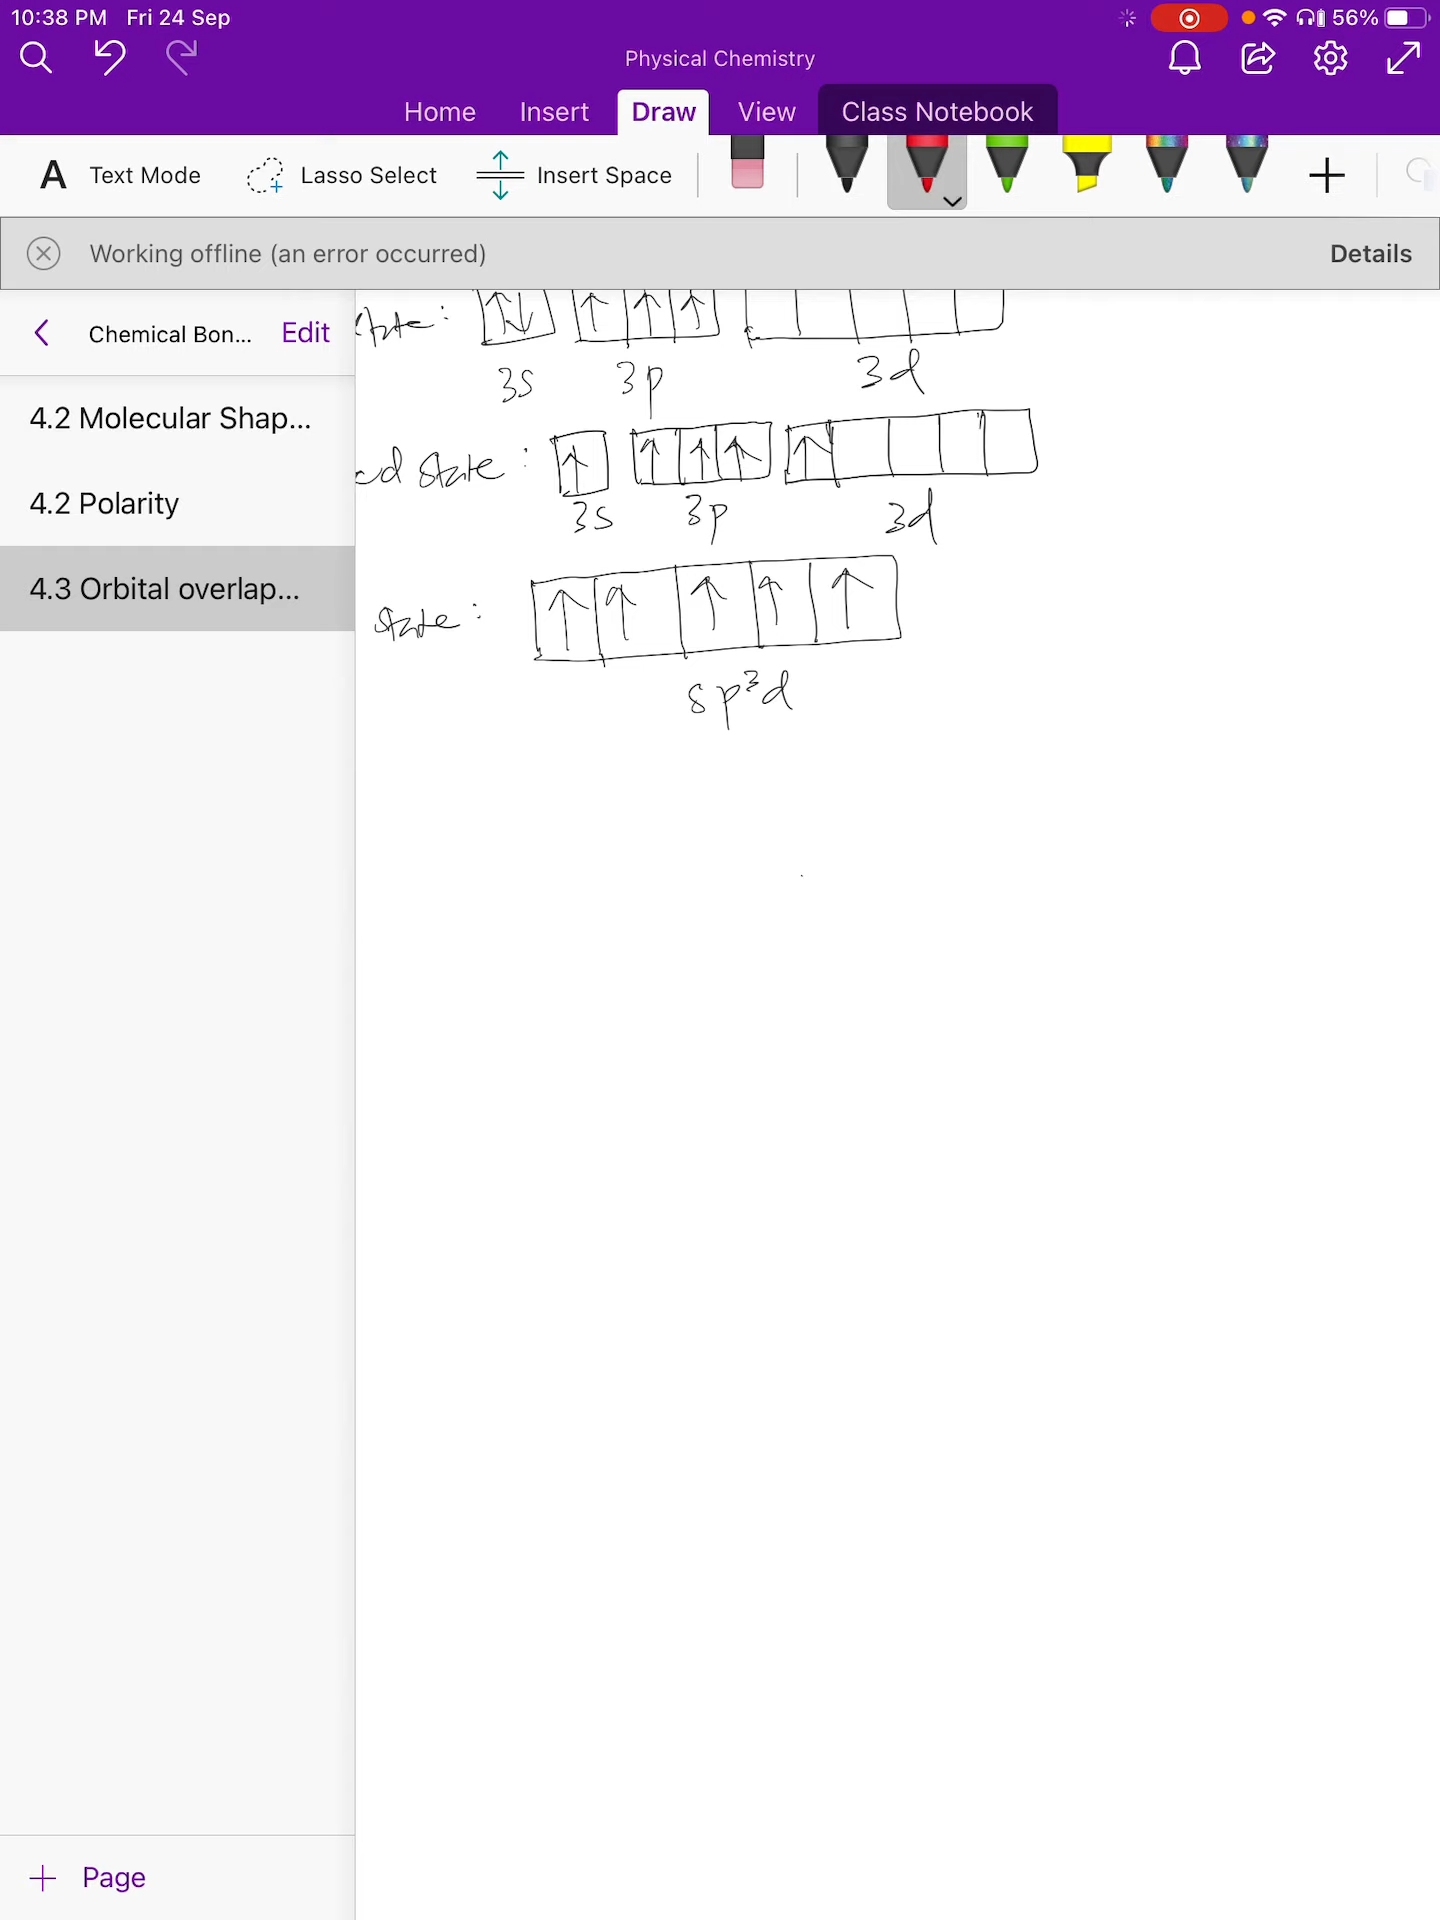 10:38 PM Fri 24 Sep
56%
Physical Chemistry
Home Insert Draw View Class Notebook
A Text Mode Lasso Select Insert Space
Working offline (an error occurred) Details
Chemical Bon... Edit
4.2 Molecular Shap...
4.2 Polarity
4.3 Orbital overlap...
state: ↑↓ ↑ ↑ ↑
3s 3p 3d
ed state: ↑ ↑ ↑ ↑ ↑
3s 3p 3d
state: ↑ ↑ ↑ ↑ ↑
sp³d
+ Page